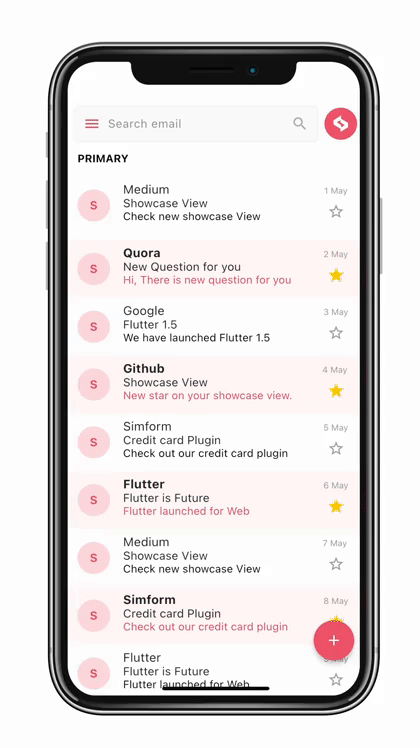 Search email
PRIMARY
Medium
1 May
S
Showcase View
Check new showcase View
Quora
2 May
S
New Question for you
Hi, There is new question for you
Google
3 May
S
Flutter 1.5
We have launched Flutter 1.5
Github
4 May
S
Showcase View
New star on your showcase view.
Simform
5 May
S
Credit card Plugin
Check out our credit card plugin
Flutter
6 May
S
Flutter is Future
Flutter launched for Web
Medium
7 May
S
Showcase View
Check new showcase View
Simform
8 May
S
Credit card Plugin
Check out our credit card plugin
+
Flutter
May
S
Flutter is Future
Flutter launched for Web